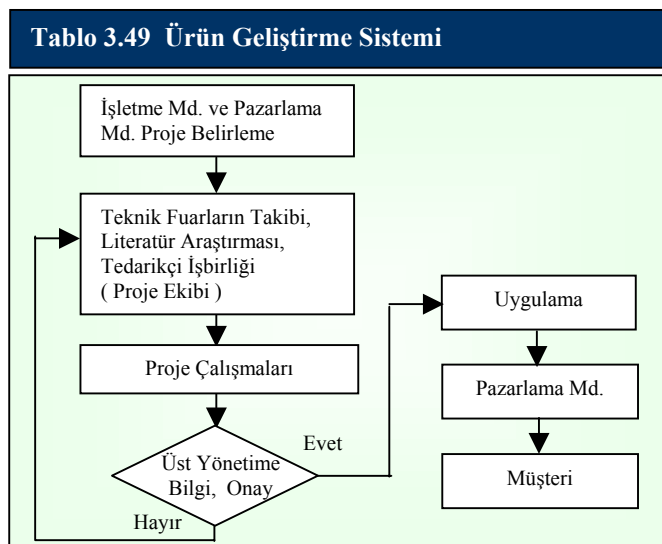 Tablo 3.49 Ürün Geliştirme Sistemi
İşletme Md. ve Pazarlama
Md. Proje Belirleme
Teknik Fuarların Takibi,
Literatür Araştırması,
Tedarikçi İşbirliği
( Proje Ekibi )
Proje Çalışmaları
Üst Yönetime
Bilgi, Onay
Evet
Hayır
Uygulama
Pazarlama Md.
Müşteri